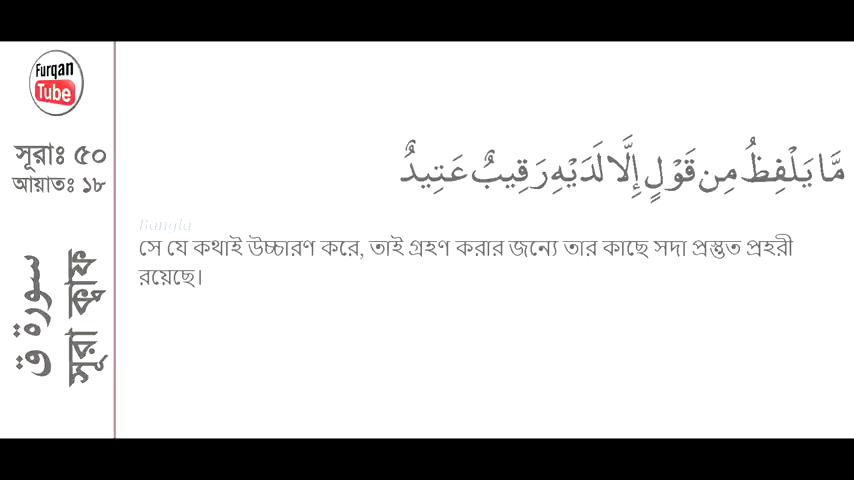 Furqan
Tube
সূরাঃ ৫০
আয়াতঃ ১৮
سورة ق
সূরা ক্বাফ
مَّا يَلْفِظُ مِن قَوْلٍ إِلَّا لَدَيْهِ رَقِيبٌ عَتِيدٌ
Bangla
সে যে কথাই উচ্চারণ করে, তাই গ্রহণ করার জন্যে তার কাছে সদা প্রস্তুত প্রহরী
রয়েছে।